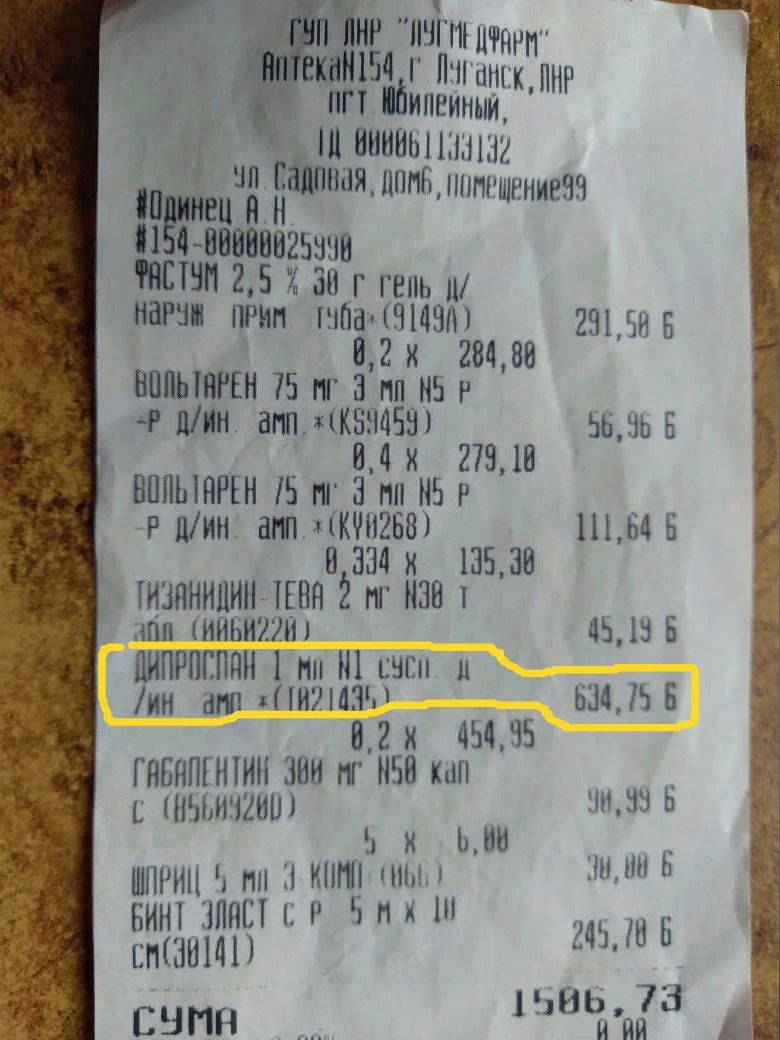 ГУП ЛНР "ЛУГМЕДФАРМ"
АптекаN154,г Луганск,ЛНР
пгт Юбилейный,
ІД 000061133132
ул.Садовая,дом6,помещение99
#Одинец А.Н.
#154-00000025990
ФАСТУМ 2,5 % 30 г гель д/
наруж. прим. туба*(9149А) 291,50 Б
0,2 х 284,80
ВОЛЬТАРЕН 75 мг 3 мл N5 р
-р д/ин. амп.*(KS9459) 56,96 Б
0,4 х 279,10
ВОЛЬТАРЕН 75 мг 3 мл N5 р
-р д/ин. амп.*(KY0268) 111,64 Б
0,334 х 135,30
ТИЗАНИДИН-ТЕВА 2 мг N30 т
абл (0060220) 45,19 Б
ДИПРОСПАН 1 мл N1 сусп. д
/ин. амп.*(T021435) 634,75 Б
0,2 х 454,95
ГАБАПЕНТИН 300 мг N50 кап
с (B560920D) 90,99 Б
5 х 6,00
ШПРИЦ 5 мл 3-КОМП (066) 30,00 Б
БИНТ ЭЛАСТ С Р 5 м х 10
см(30141) 245,70 Б
СУМА 1506,73
0,00